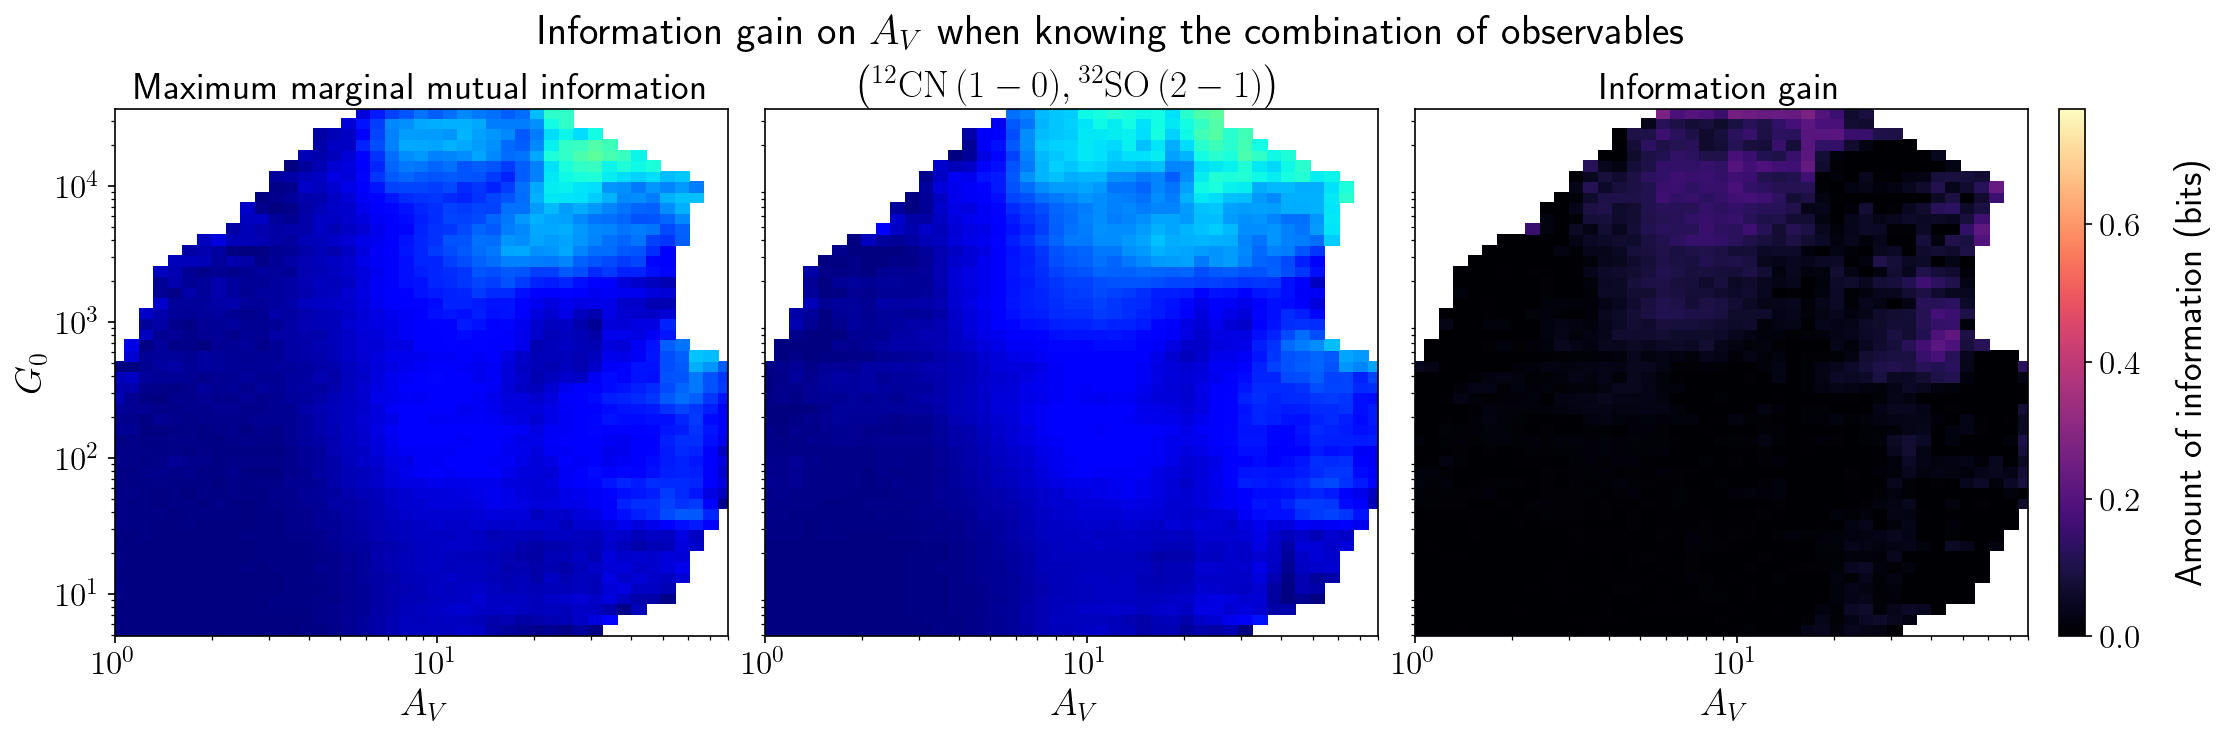 Information gain on A_V when knowing the combination of observables
Maximum marginal mutual information
(¹²CN (1 − 0), ³²SO (2 − 1))
Information gain
G₀
10⁴
10³
10²
10¹
10⁰ 10¹
A_V
10⁰ 10¹
A_V
10⁰ 10¹
A_V
0.6
0.4
0.2
0.0
Amount of information (bits)